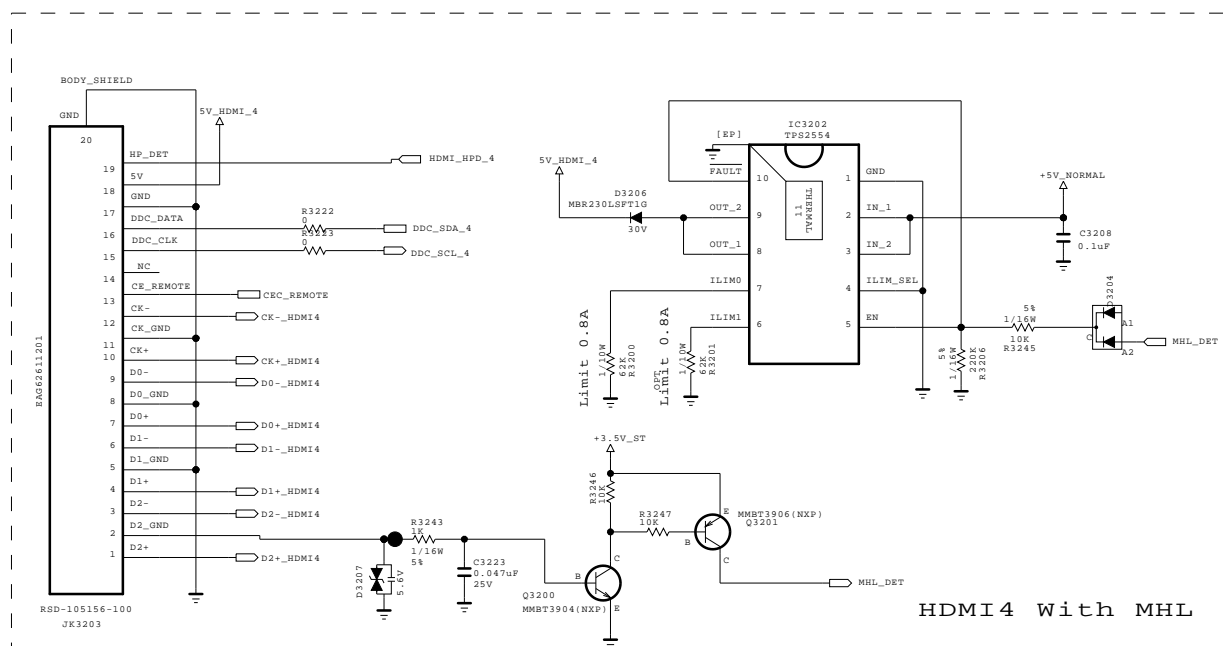 BODY_SHIELD
GND
20
5V_HDMI_4
19
HP_DET
HDMI_HPD_4
18
5V
17
GND
16
DDC_DATA
R3222
0
DDC_SDA_4
15
DDC_CLK
R3223
0
DDC_SCL_4
14
NC
13
CE_REMOTE
CEC_REMOTE
12
CK-
CK-_HDMI4
11
CK_GND
10
CK+
CK+_HDMI4
9
D0-
D0-_HDMI4
8
D0_GND
7
D0+
D0+_HDMI4
6
D1-
D1-_HDMI4
5
D1_GND
4
D1+
D1+_HDMI4
3
D2-
D2-_HDMI4
2
D2_GND
1
D2+
D2+_HDMI4
EAG62611201
RSD-105156-100
JK3203
D3207
5.6V
R3243
1K
1/16W
5%
C3223
0.047uF
25V
B
C
E
Q3200
MMBT3904(NXP)
+3.5V_ST
R3246
10K
R3247
10K
B
E
C
MMBT3906(NXP)
Q3201
MHL_DET
IC3202
TPS2554
[EP]
THERMAL
11
FAULT
10
OUT_2
9
OUT_1
8
ILIM0
7
ILIM1
6
1
GND
2
IN_1
3
IN_2
4
ILIM_SEL
5
EN
5V_HDMI_4
D3206
MBR230LSFT1G
30V
Limit 0.8A
1/10W
62K
R3200
Limit 0.8A
OPT
1/10W
62K
R3201
+5V_NORMAL
C3208
0.1uF
5%
1/16W
10K
R3245
5%
1/16W
220K
R3206
D3204
A1
C
A2
MHL_DET
HDMI4 With MHL